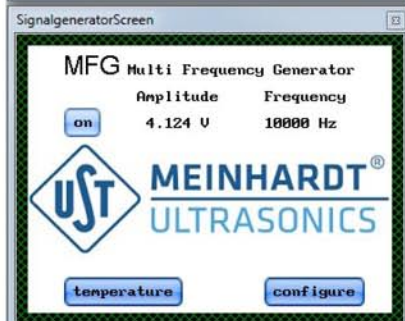 SignalgeneratorScreen
MFG Multi Frequency Generator
Amplitude Frequency
on 4.124 V 10000 Hz
UST MEINHARDT®
ULTRASONICS
temperature configure